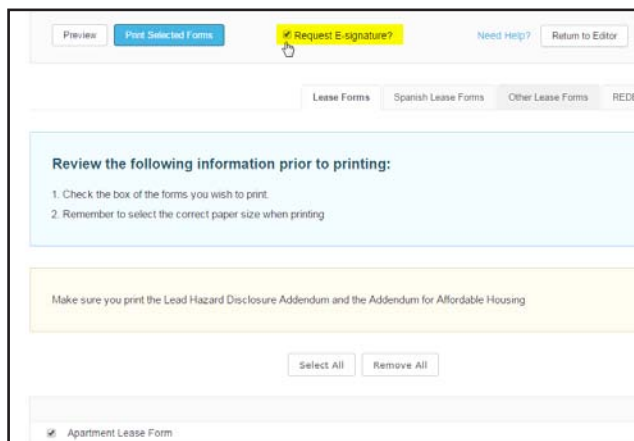 Preview Print Selected Forms Request E-signature? Need Help? Return to Editor
Lease Forms Spanish Lease Forms Other Lease Forms
Review the following information prior to printing:
1. Check the box of the forms you wish to print.
2. Remember to select the correct paper size when printing
Make sure you print the Lead Hazard Disclosure Addendum and the Addendum for Affordable Housing
Select All Remove All
Apartment Lease Form